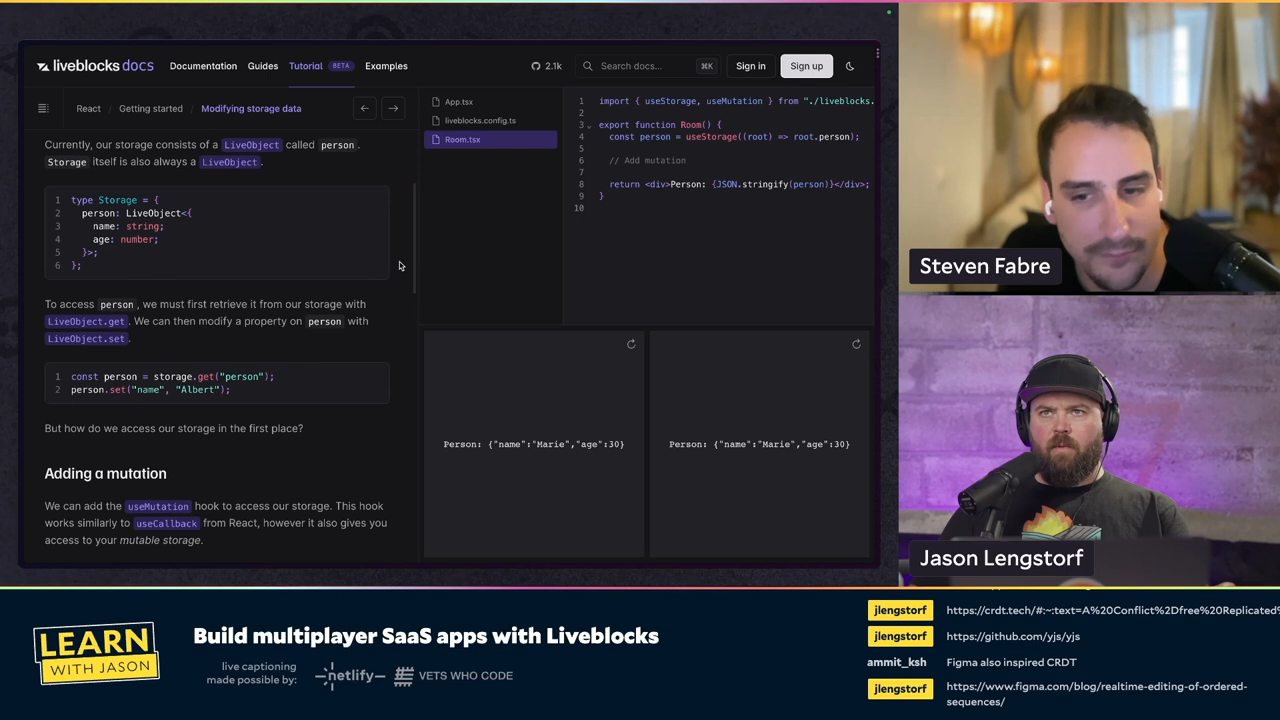 liveblocks docs
Documentation
Guides
Tutorial BETA
Examples
2.1k
Search docs...
⌘K
Sign in
Sign up
React / Getting started / Modifying storage data
Currently, our storage consists of a LiveObject called person.
Storage itself is also always a LiveObject.
1 type Storage = {
2 person: LiveObject<{
3 name: string;
4 age: number;
5 }>;
6 };
To access person, we must first retrieve it from our storage with
LiveObject.get. We can then modify a property on person with
LiveObject.set.
1 const person = storage.get("person");
2 person.set("name", "Albert");
But how do we access our storage in the first place?
Adding a mutation
We can add the useMutation hook to access our storage. This hook
works similarly to useCallback from React, however it also gives you
access to your mutable storage.
App.tsx
liveblocks.config.ts
Room.tsx
1 import { useStorage, useMutation } from "./liveblocks.
2
3 export function Room() {
4 const person = useStorage((root) => root.person);
5
6 // Add mutation
7
8 return <div>Person: {JSON.stringify(person)}</div>;
9 }
10
Person: {"name":"Marie","age":30}
Person: {"name":"Marie","age":30}
Steven Fabre
Jason Lengstorf
LEARN
WITH JASON
Build multiplayer SaaS apps with Liveblocks
live captioning
made possible by:
netlify
VETS WHO CODE
jlengstorf https://crdt.tech/#:~:text=A%20Conflict%2Dfree%20Replicated%
jlengstorf https://github.com/yjs/yjs
ammit_ksh Figma also inspired CRDT
jlengstorf https://www.figma.com/blog/realtime-editing-of-ordered-
sequences/